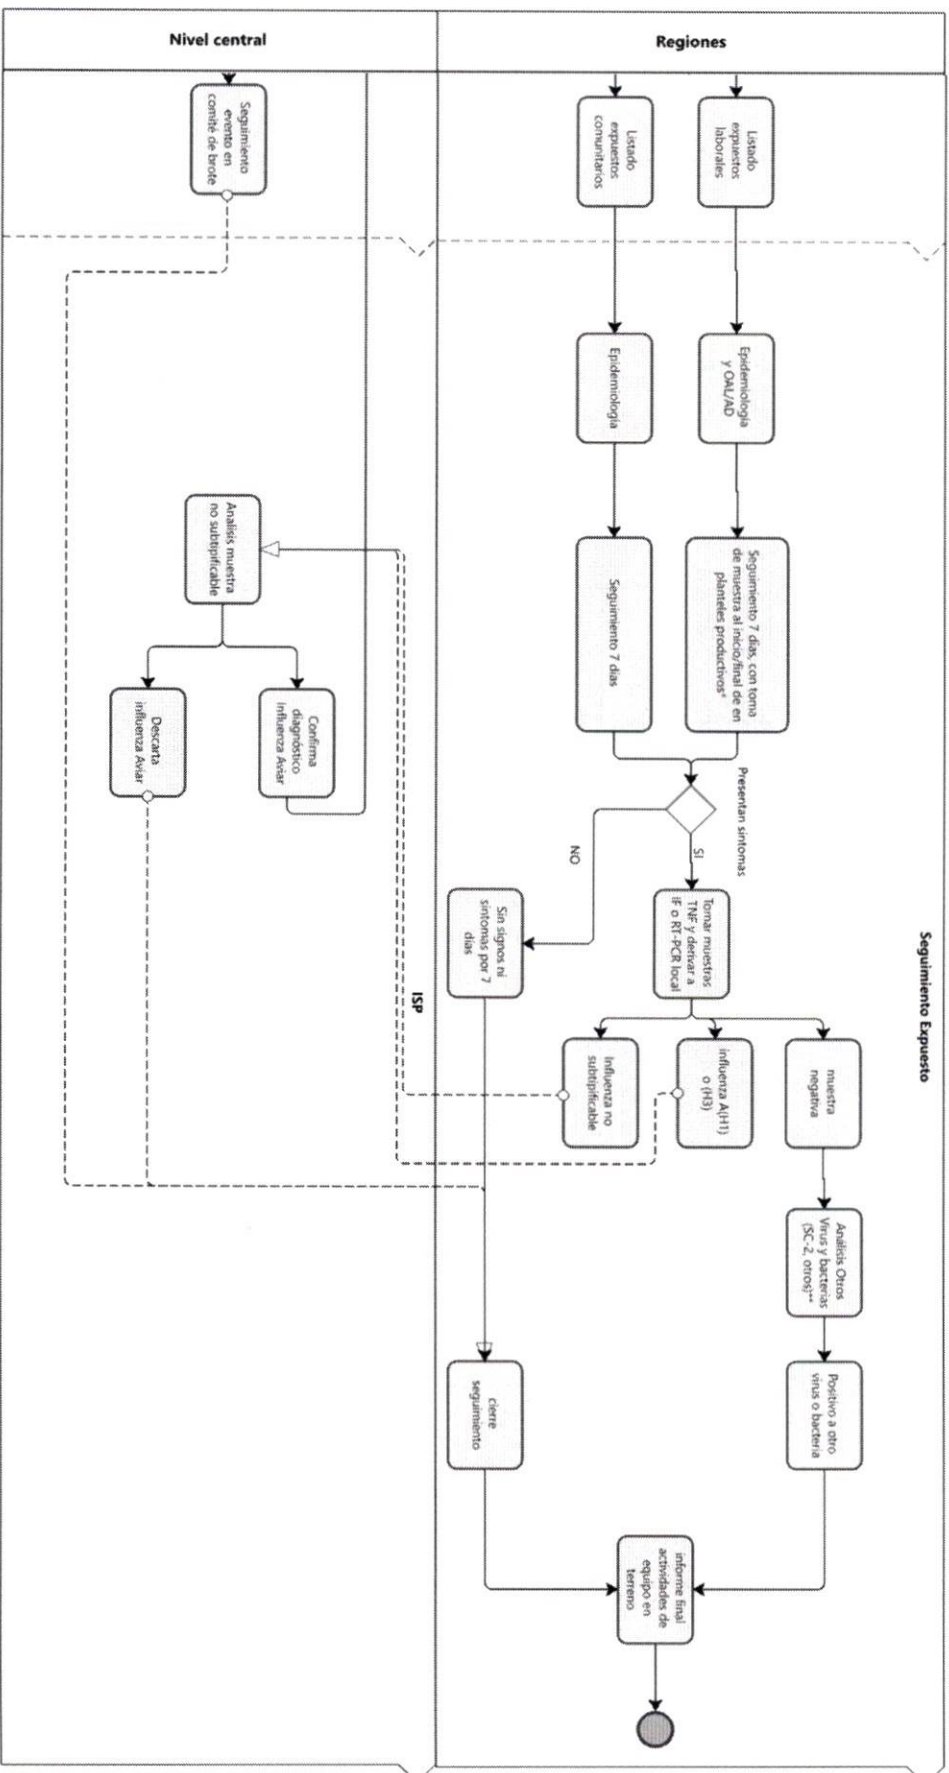 Seguimiento Expuesto
Regiones
Listado
expuestos
laborales
Epidemiología
y OAL/AD
Seguimiento 7 días, con toma
de muestra al inicio/final de en
planteles productivos*
Listado
expuestos
comunitarios
Epidemiología
Seguimiento 7 días
Presentan síntomas
SI
NO
Tomar muestras
TNF y derivar a
IF o RT-PCR local
Sin signos ni
síntomas por 7
días
muestra
negativa
influenza A(H1)
o (H3)
Influenza no
subtipificable
Análisis Otros
Virus y bacterias
(SC-2, otros)**
Positivo a otro
virus o bacteria
cierre
seguimiento
informe final
actividades de
equipo en
terreno
ISP
Nivel central
Seguimiento
evento en
comité de brote
Analisis muestra
no subtipificable
Confirma
diagnóstico
influenza Aviar
Descarta
influenza Aviar